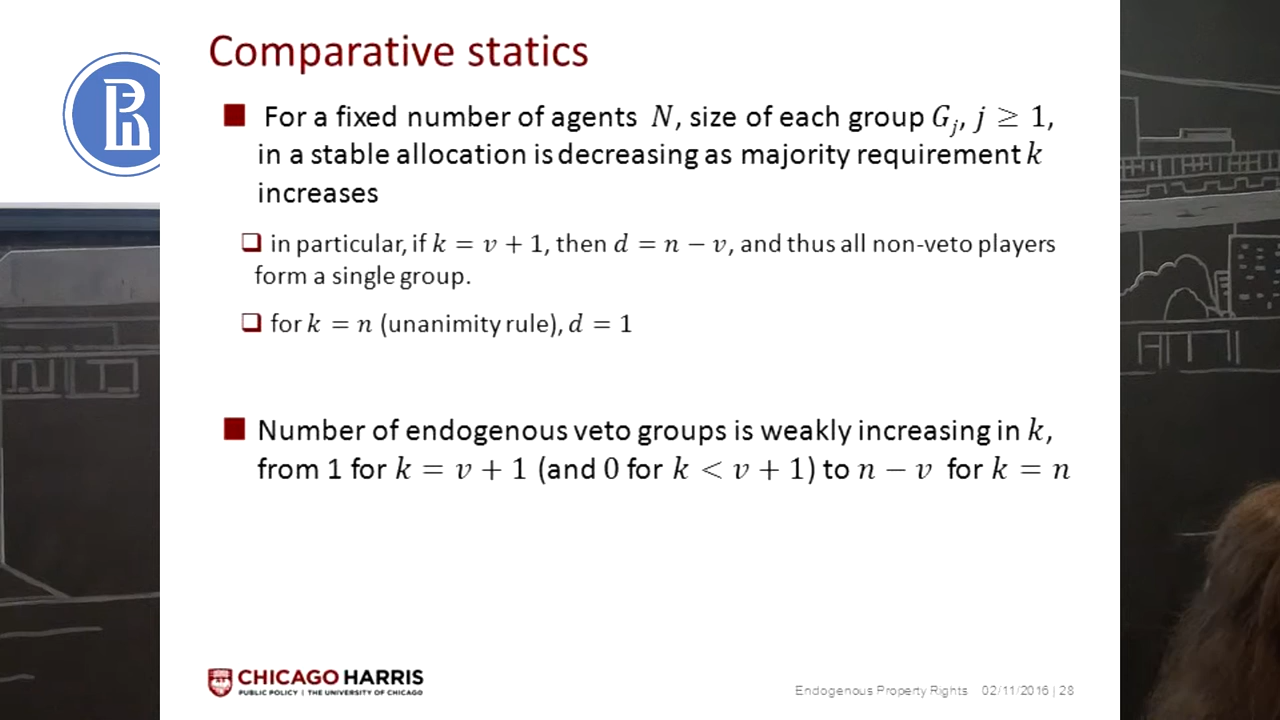 Comparative statics
For a fixed number of agents N, size of each group G_j, j ≥ 1,
in a stable allocation is decreasing as majority requirement k
increases
in particular, if k = v + 1, then d = n − v, and thus all non-veto players
form a single group.
for k = n (unanimity rule), d = 1
Number of endogenous veto groups is weakly increasing in k,
from 1 for k = v + 1 (and 0 for k < v + 1) to n − v for k = n
CHICAGO HARRIS
PUBLIC POLICY | THE UNIVERSITY OF CHICAGO
Endogenous Property Rights 02/11/2016 | 28